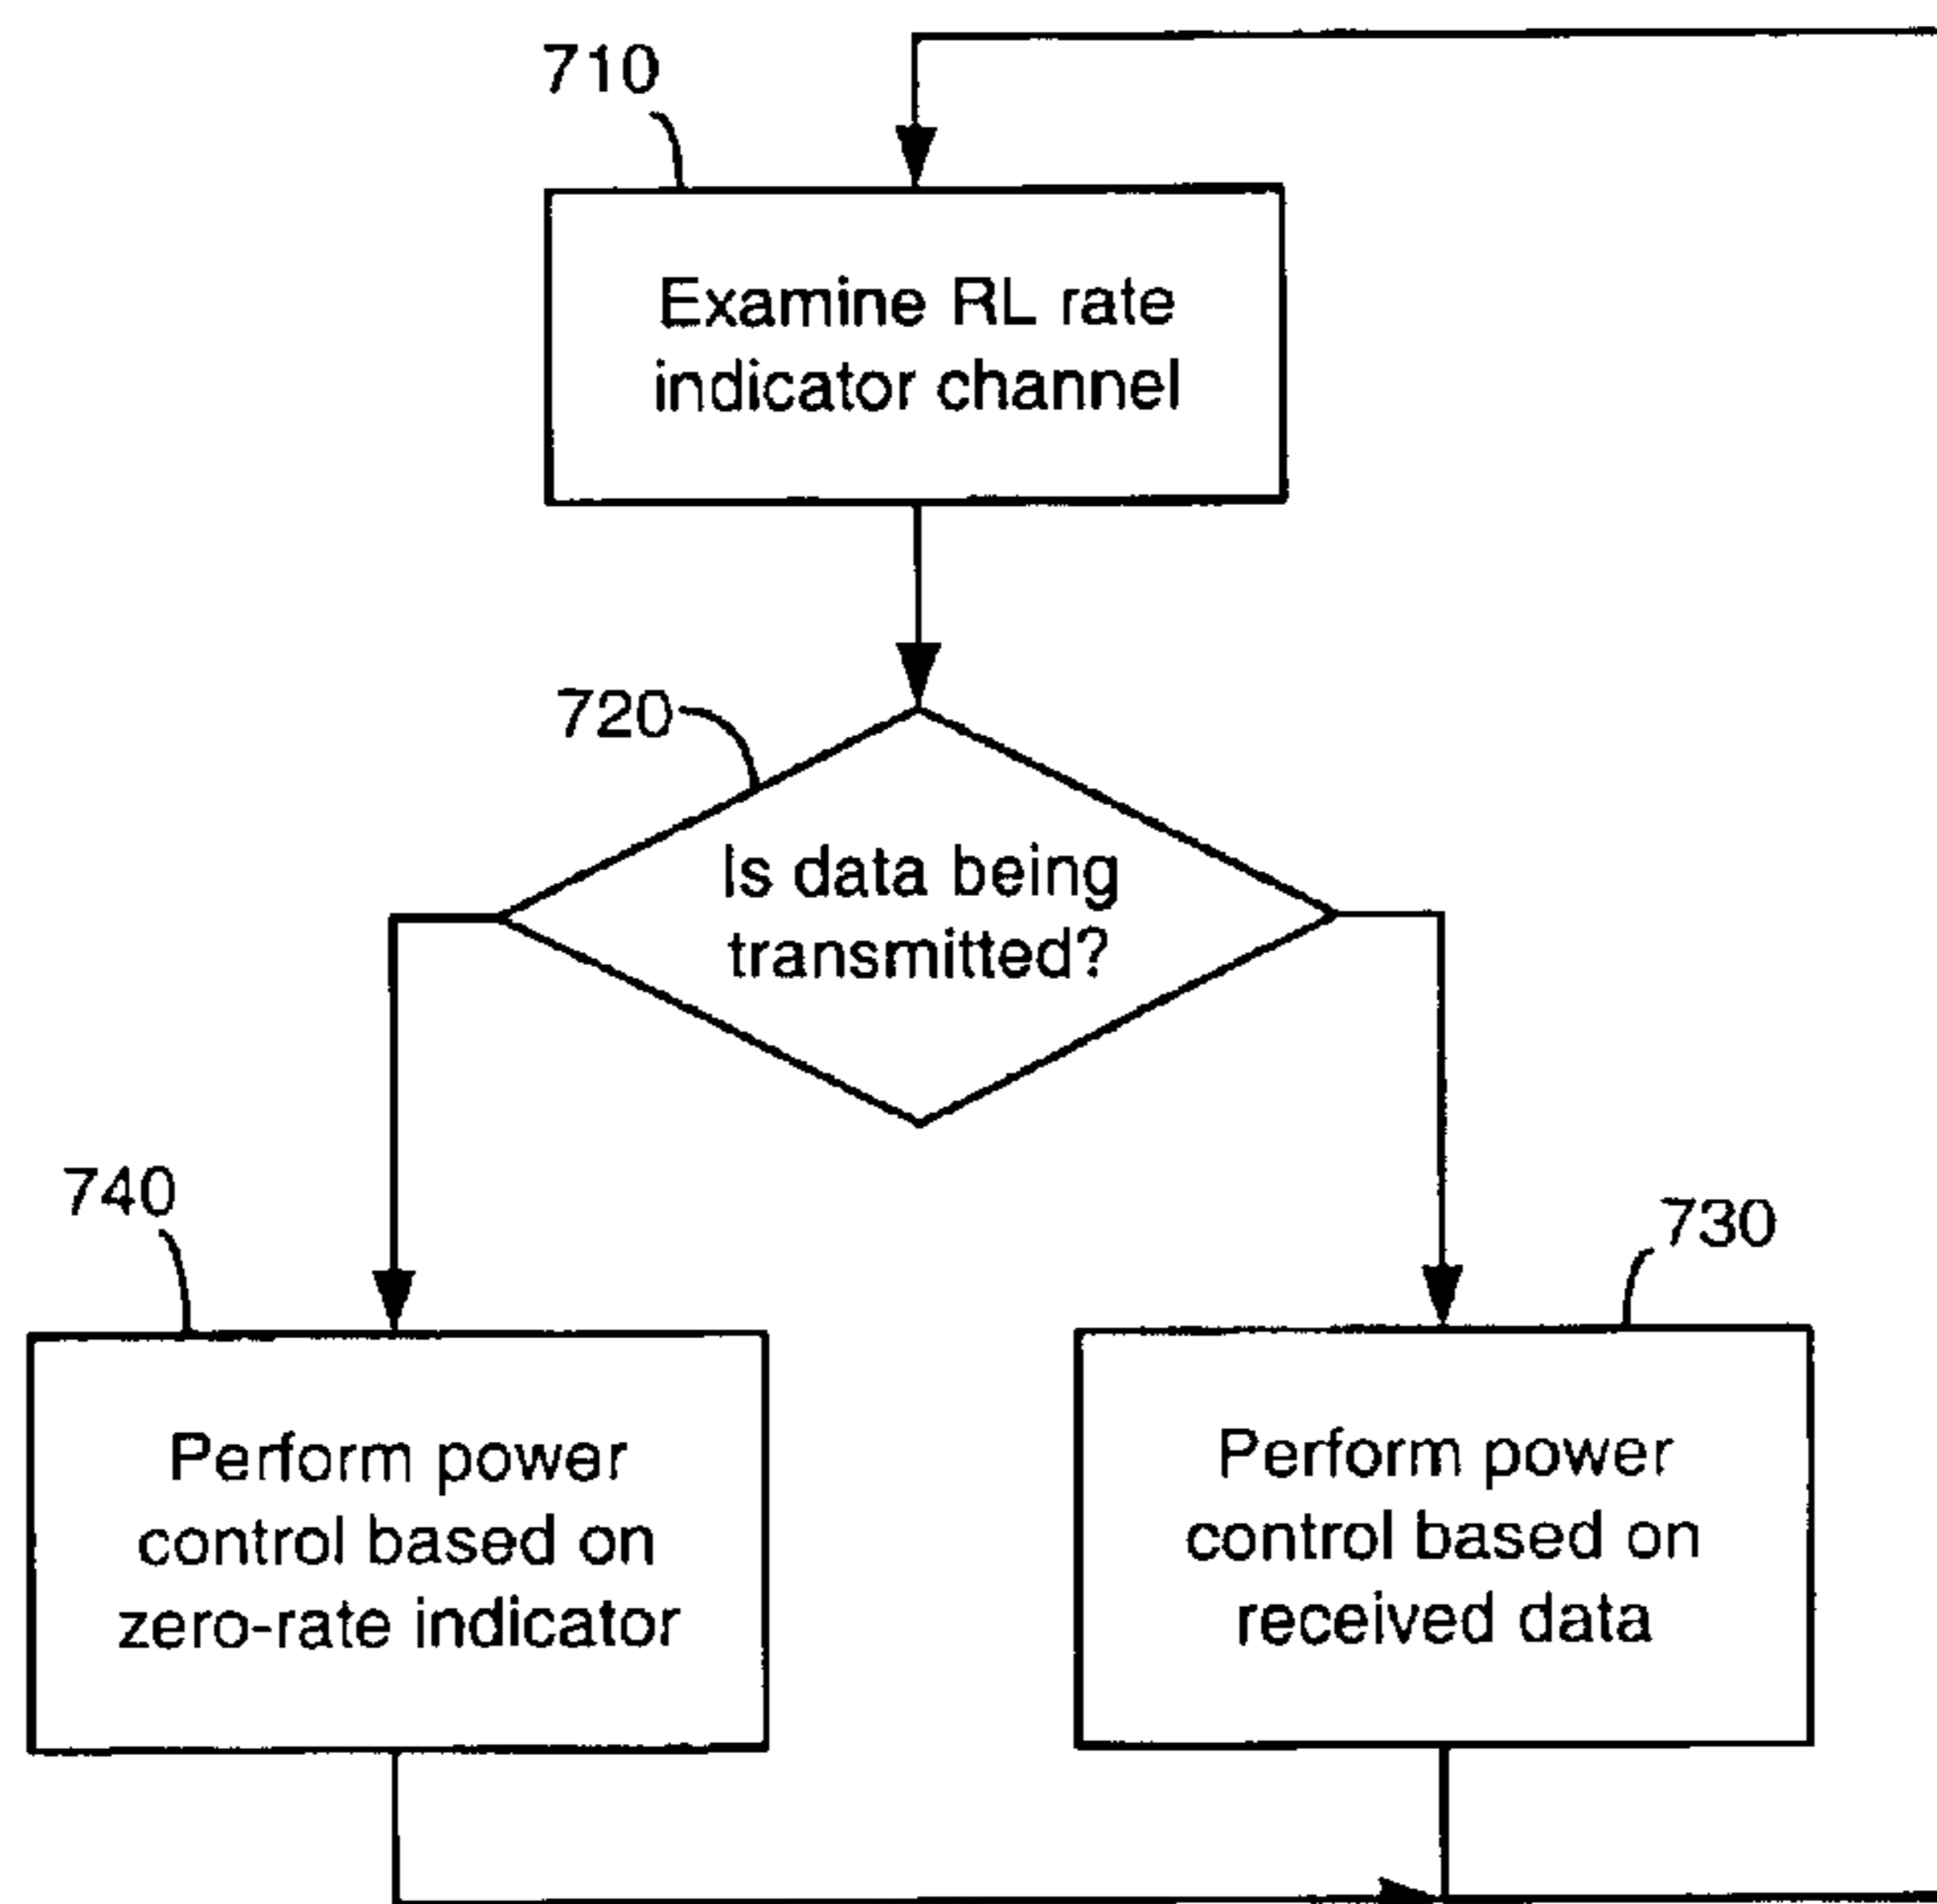 710
Examine RL rate
indicator channel
720
Is data being
transmitted?
740
730
Perform power
control based on
zero-rate indicator
Perform power
control based on
received data